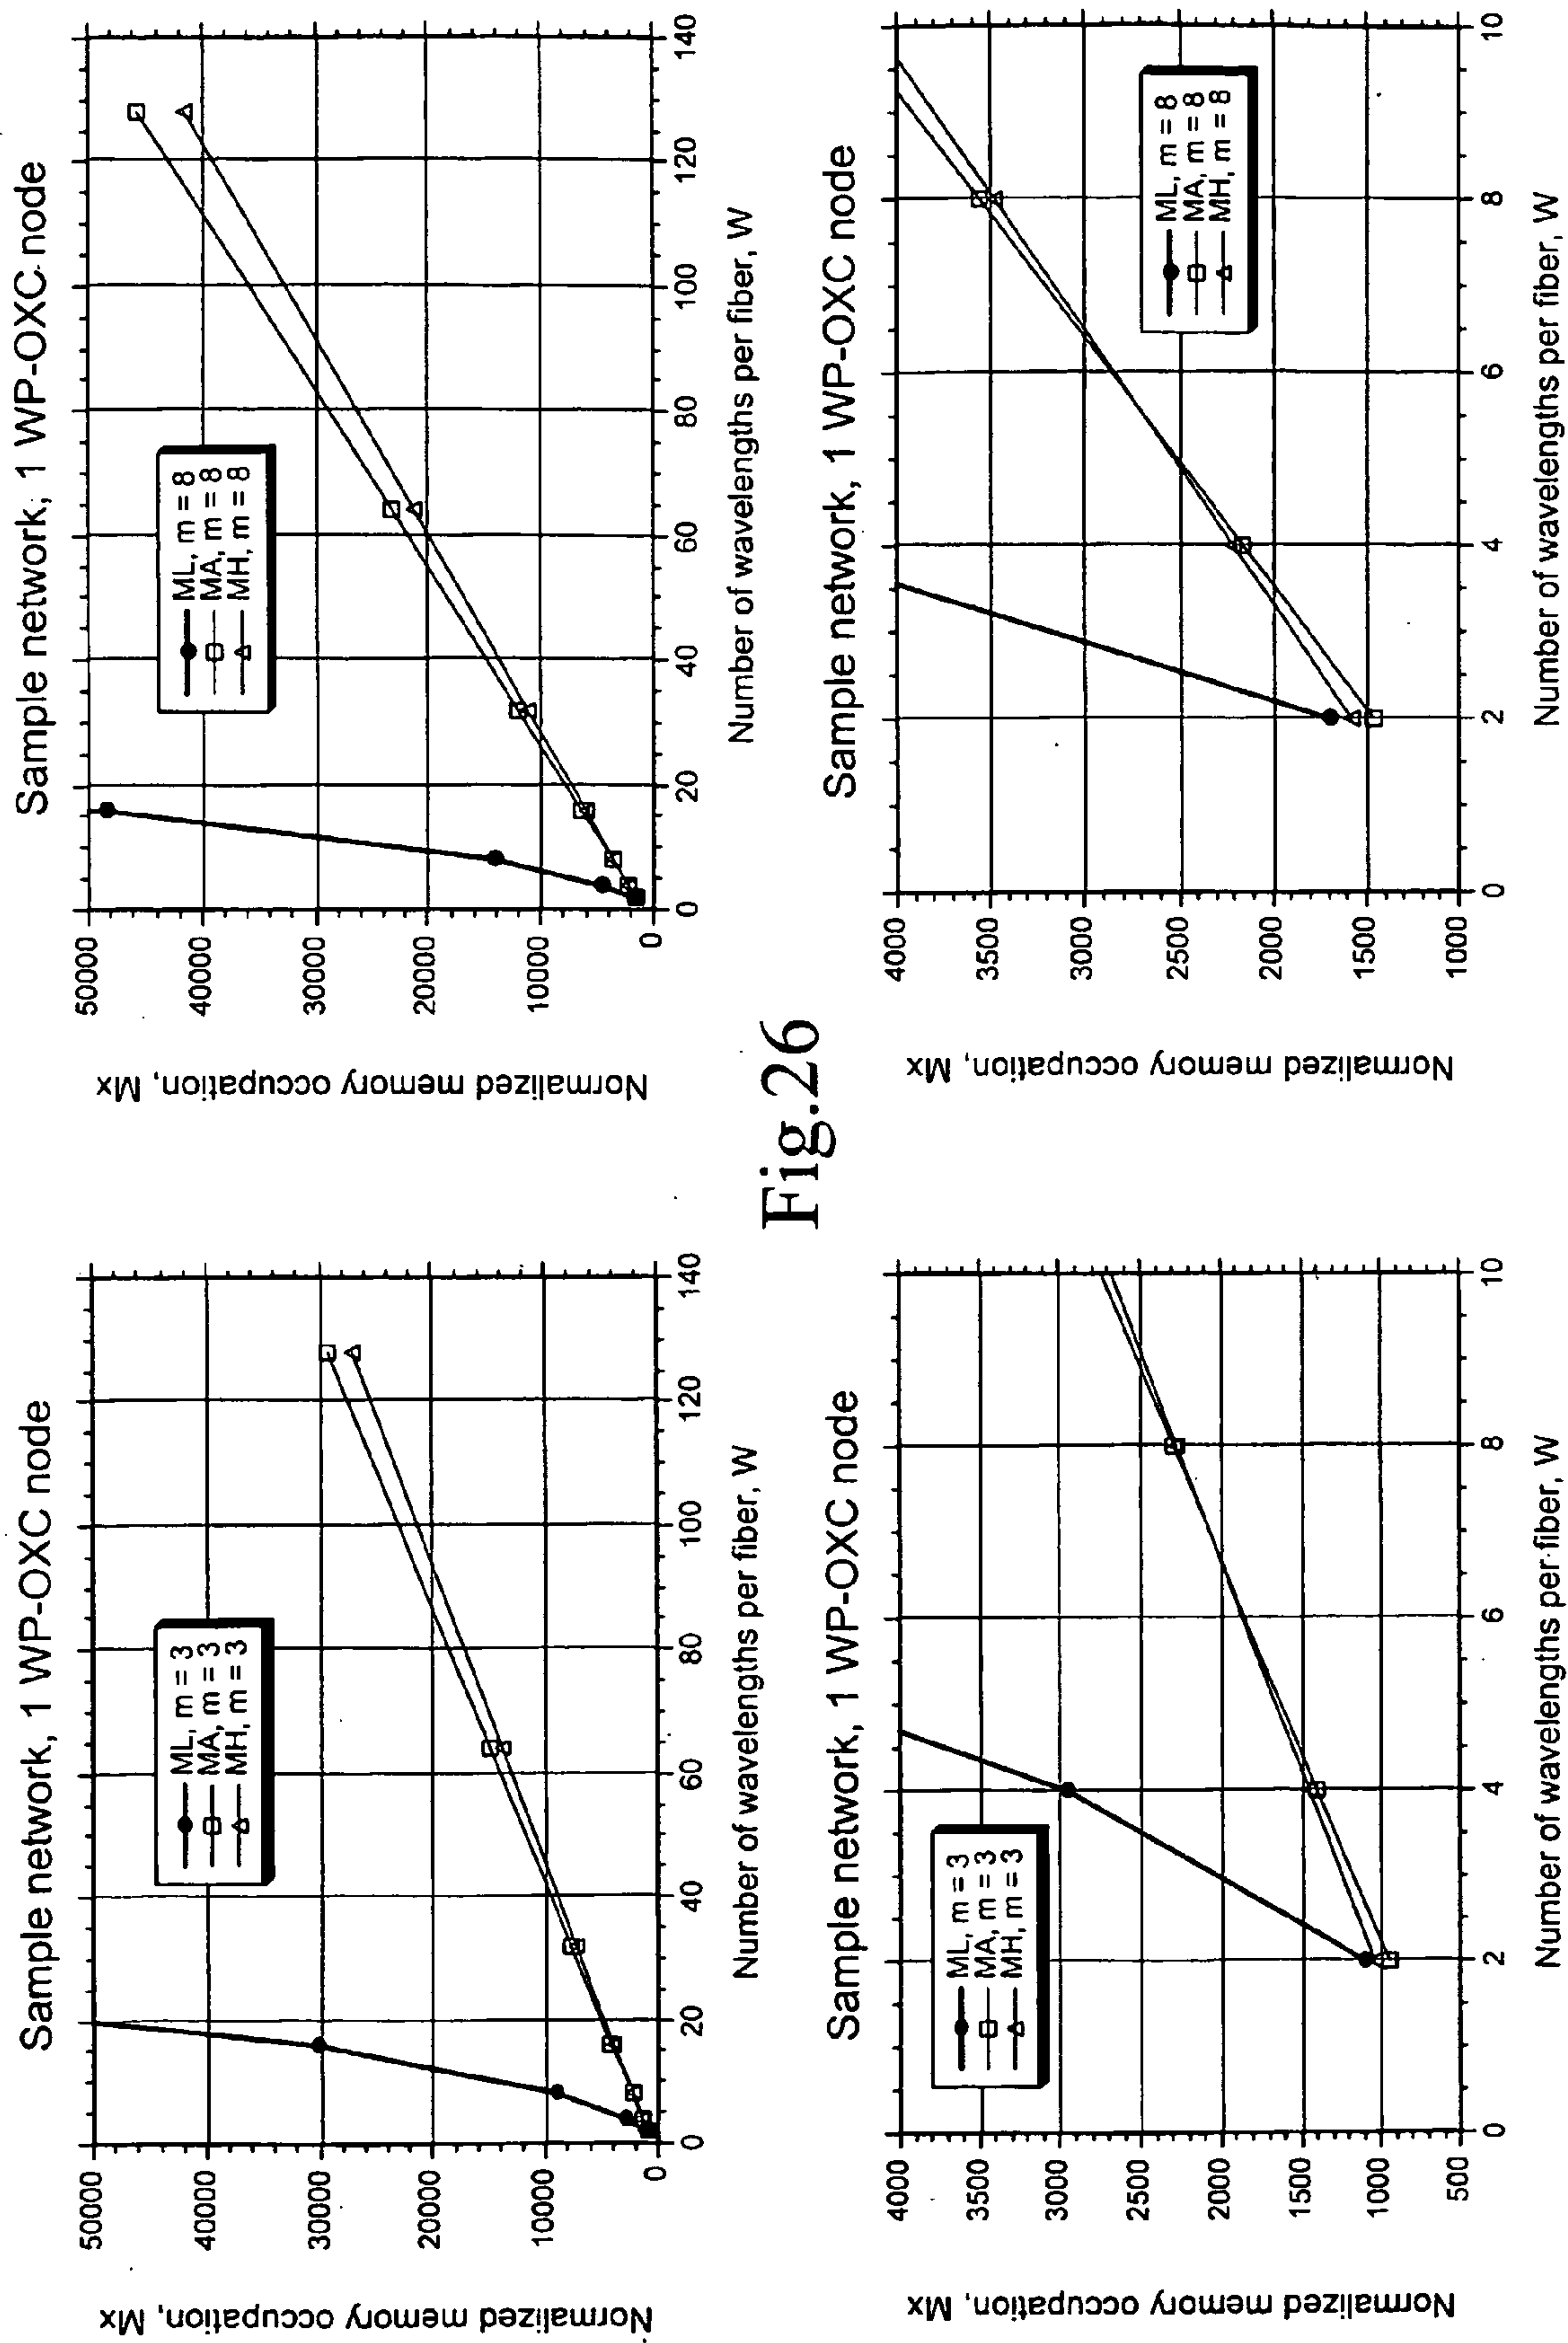 Sample network, 1 WP-OXC node
Normalized memory occupation, Mx
50000
40000
30000
20000
10000
0
ML, m = 3
MA, m = 3
MH, m = 3
0 20 40 60 80 100 120 140
Number of wavelengths per fiber, W
Sample network, 1 WP-OXC node
Normalized memory occupation, Mx
50000
40000
30000
20000
10000
0
ML, m = 8
MA, m = 8
MH, m = 8
0 20 40 60 80 100 120 140
Number of wavelengths per fiber, W
Fig.26
Sample network, 1 WP-OXC node
Normalized memory occupation, Mx
4000
3500
3000
2500
2000
1500
1000
500
ML, m = 3
MA, m = 3
MH, m = 3
0 2 4 6 8 10
Number of wavelengths per fiber, W
Sample network, 1 WP-OXC node
Normalized memory occupation, Mx
4000
3500
3000
2500
2000
1500
1000
ML, m = 8
MA, m = 8
MH, m = 8
0 2 4 6 8 10
Number of wavelengths per fiber, W